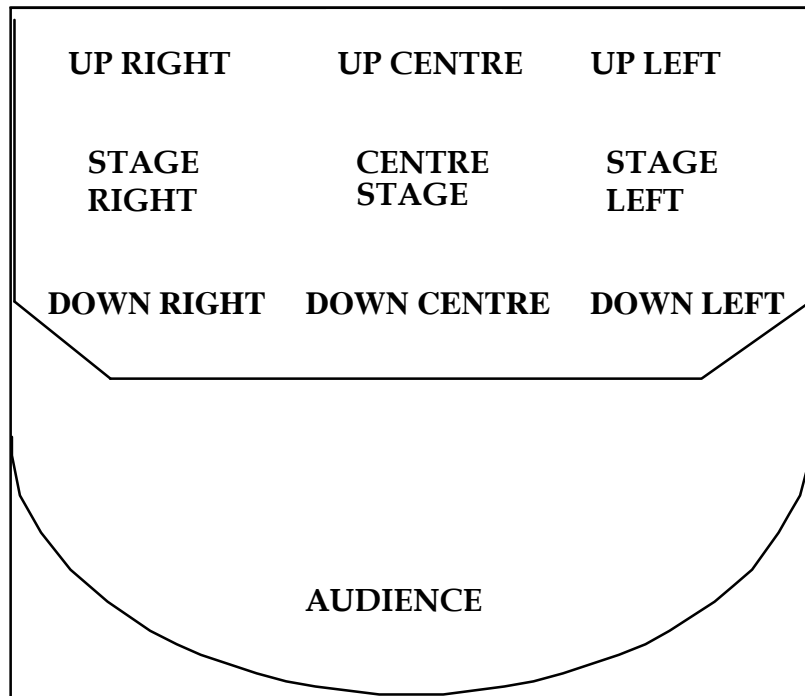 UP RIGHT UP CENTRE UP LEFT
STAGE CENTRE STAGE
RIGHT STAGE LEFT
DOWN RIGHT DOWN CENTRE DOWN LEFT
AUDIENCE